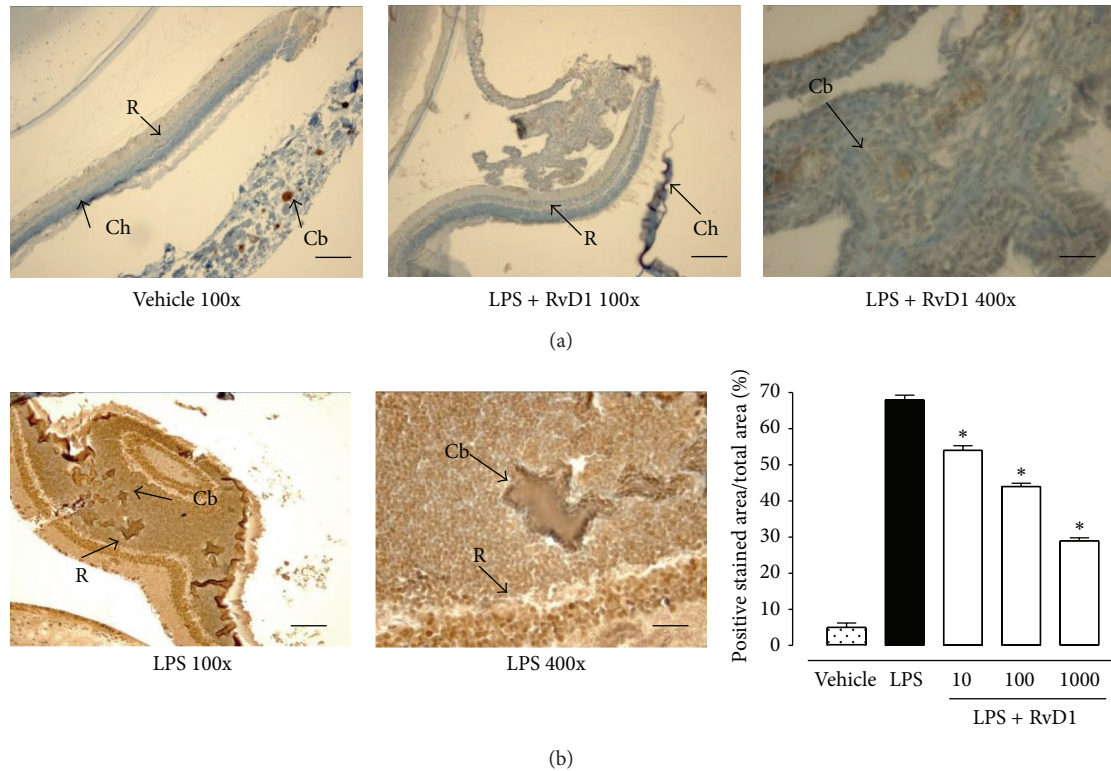 R
Ch
Cb
Vehicle 100x
R
Ch
LPS + RvD1 100x
Cb
LPS + RvD1 400x
(a)
Cb
R
LPS 100x
Cb
R
LPS 400x
Positive stained area/total area (%)
70
60
50
40
30
20
10
0
*
*
*
Vehicle LPS 10 100 1000
LPS + RvD1
(b)